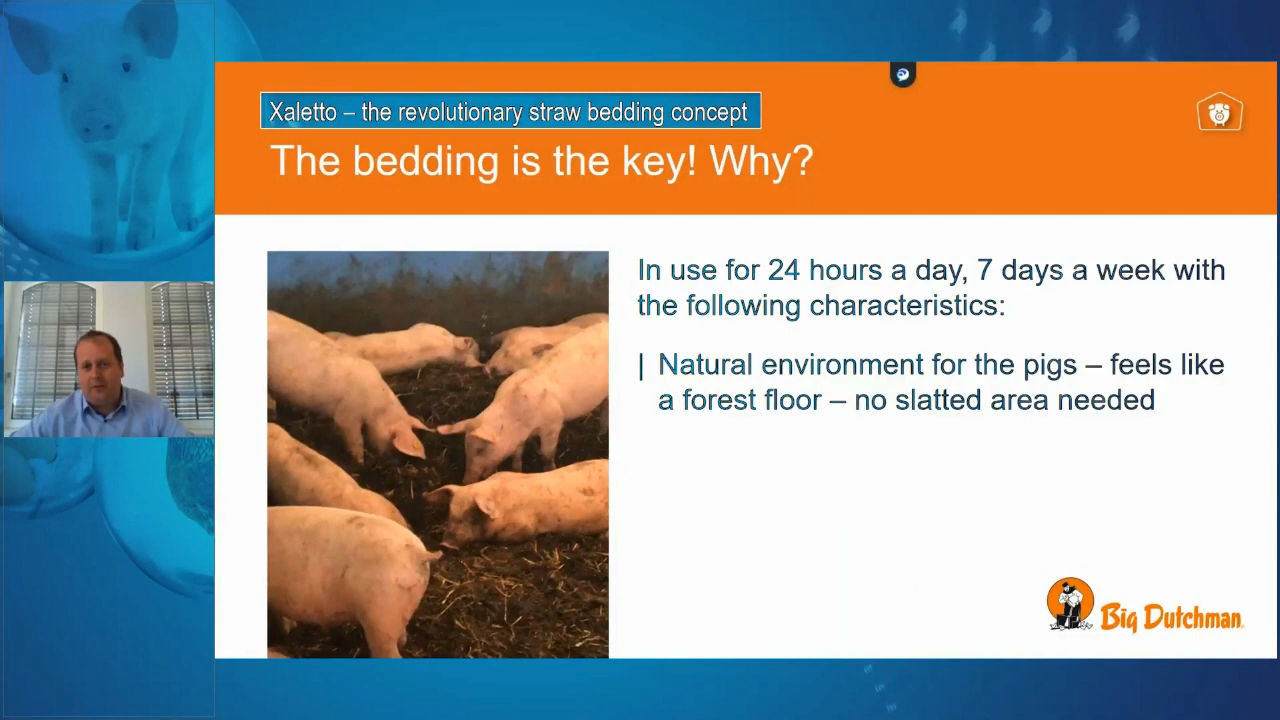 Xaletto – the revolutionary straw bedding concept
The bedding is the key! Why?
In use for 24 hours a day, 7 days a week with
the following characteristics:
| Natural environment for the pigs – feels like
a forest floor – no slatted area needed
Big Dutchman